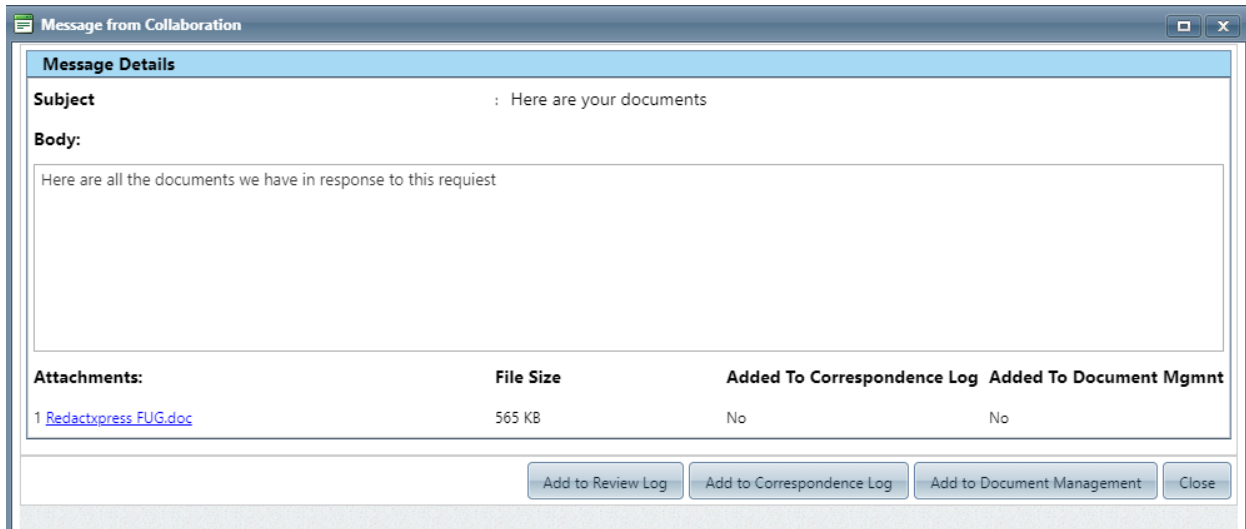 Message from Collaboration
Message Details
Subject : Here are your documents
Body:
Here are all the documents we have in response to this requiest
Attachments: File Size Added To Correspondence Log Added To Document Mgmnt
1 Redactxpress FUG.doc 565 KB No No
Add to Review Log Add to Correspondence Log Add to Document Management Close